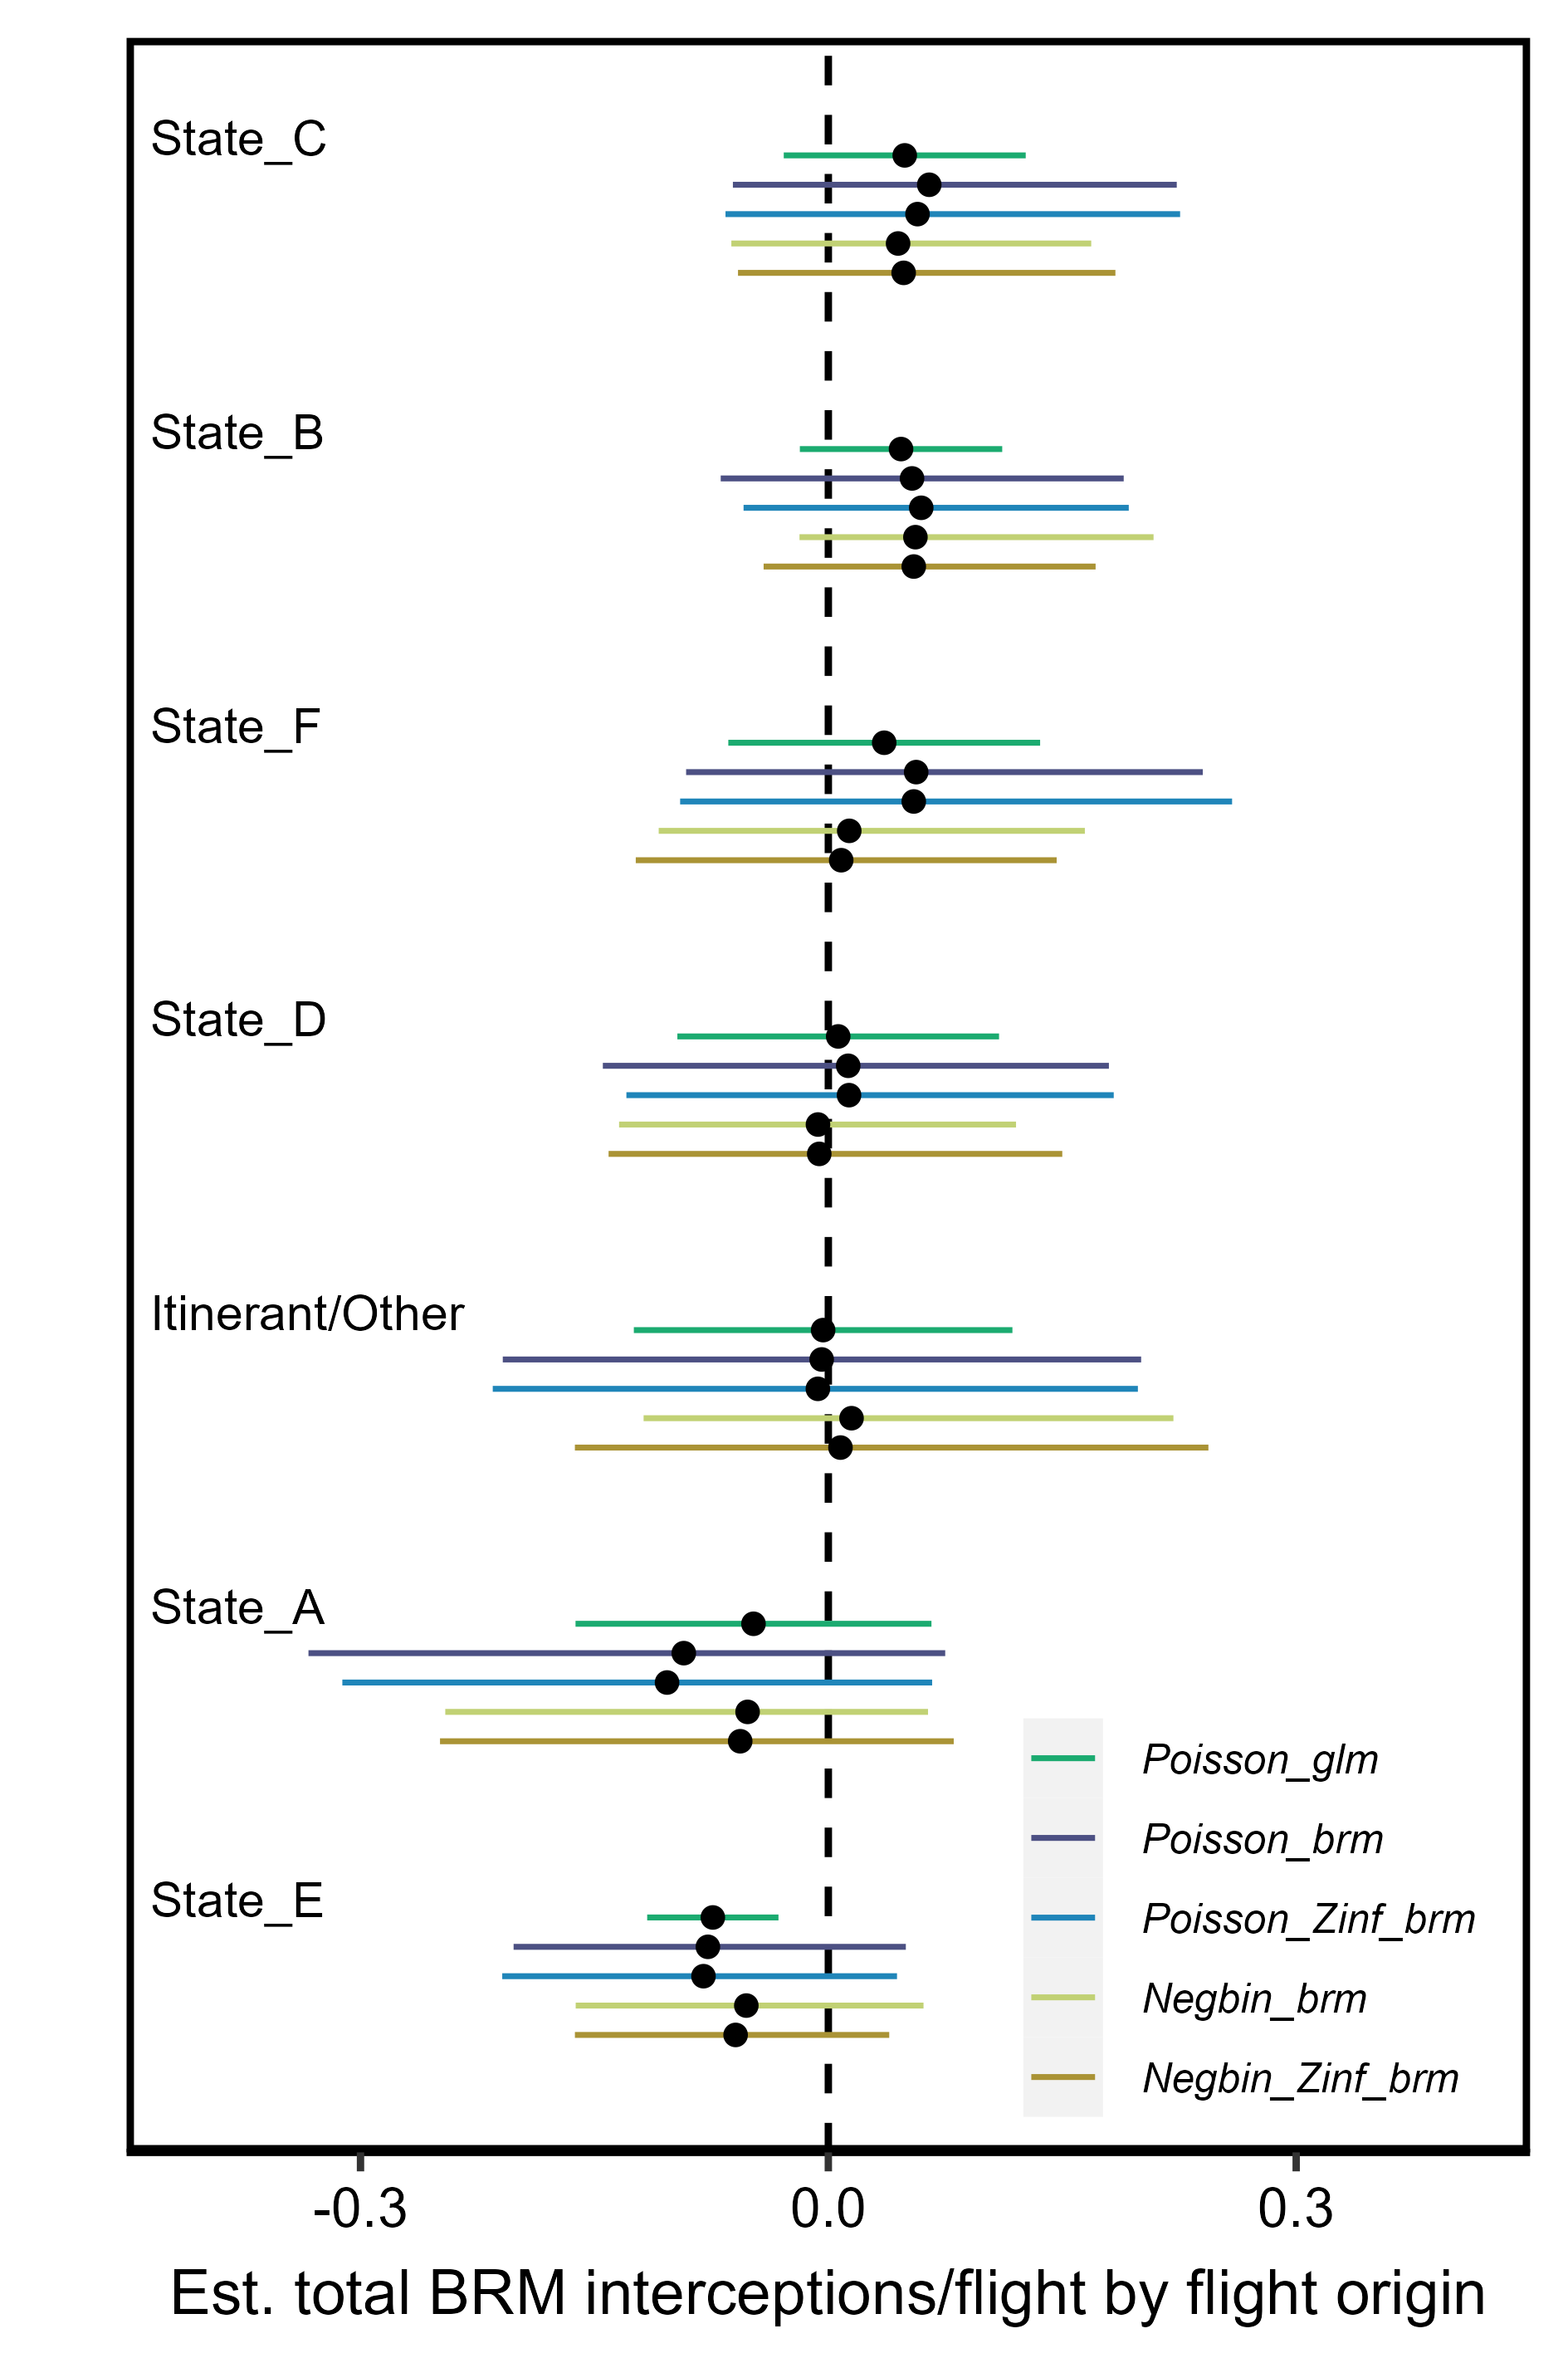 State_C
State_B
State_F
State_D
Itinerant/Other
State_A
State_E
Poisson_glm
Poisson_brm
Poisson_Zinf_brm
Negbin_brm
Negbin_Zinf_brm
-0.3 0.0 0.3
Est. total BRM interceptions/flight by flight origin